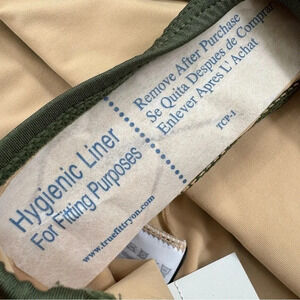 Hygienic Liner
For Fitting Purposes
www.truefittryon.com
Remove After Purchase
Se Quita Despues de Comprar
Enlever Apres L' Achat
TCP-1